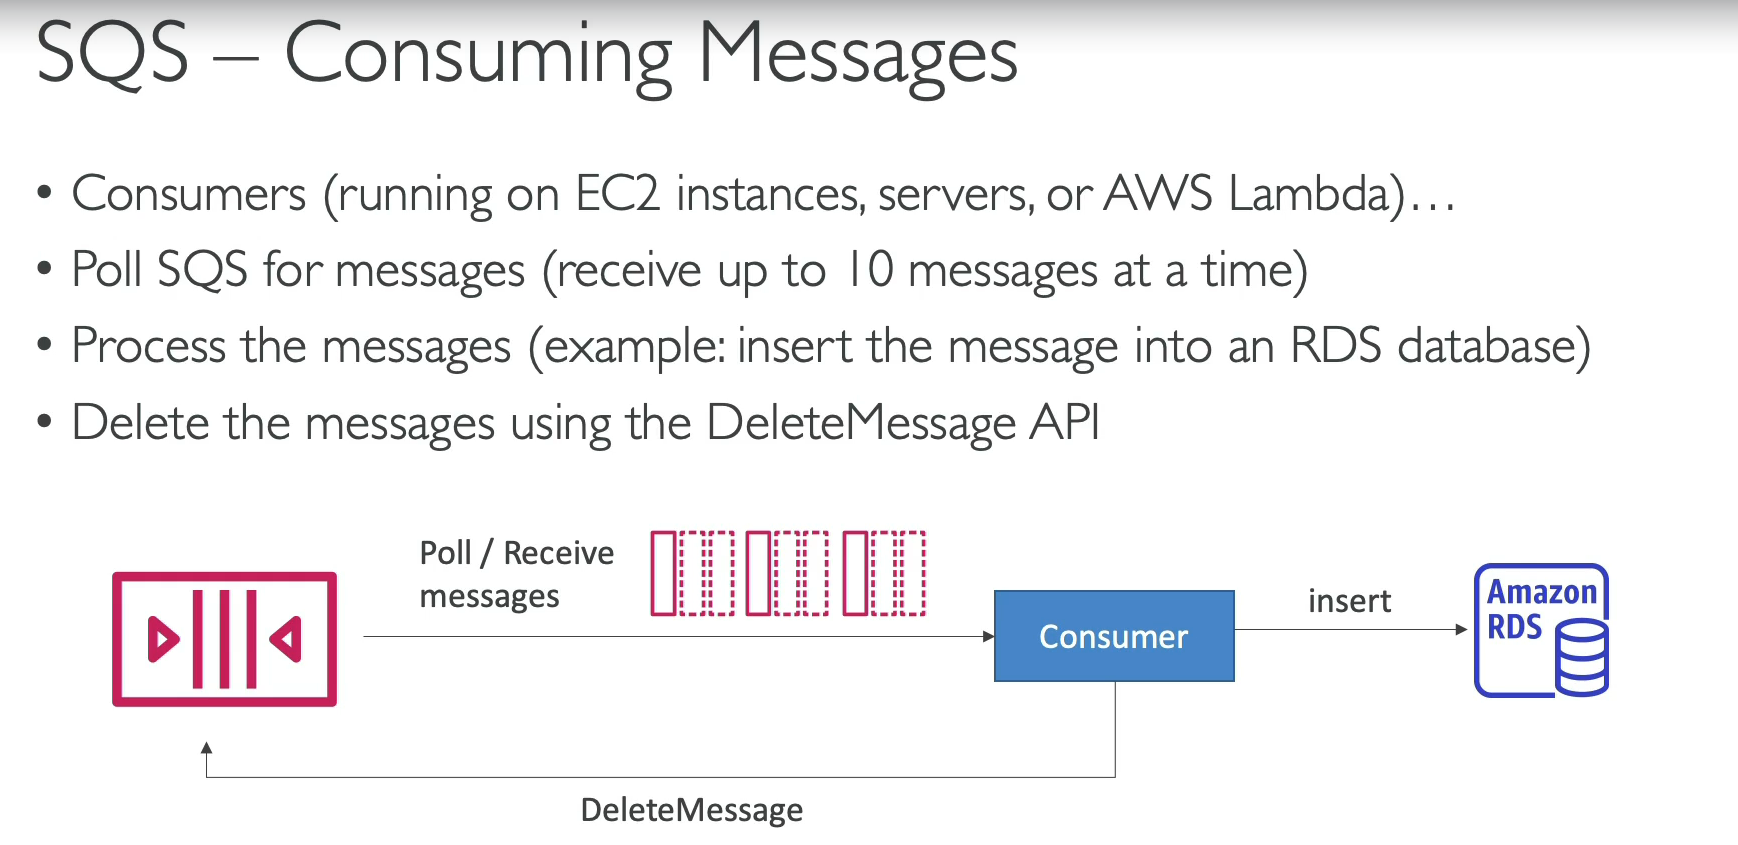 SQS – Consuming Messages
• Consumers (running on EC2 instances, servers, or AWS Lambda)…
• Poll SQS for messages (receive up to 10 messages at a time)
• Process the messages (example: insert the message into an RDS database)
• Delete the messages using the DeleteMessage API
Poll / Receive
messages
Consumer
insert
Amazon
RDS
DeleteMessage